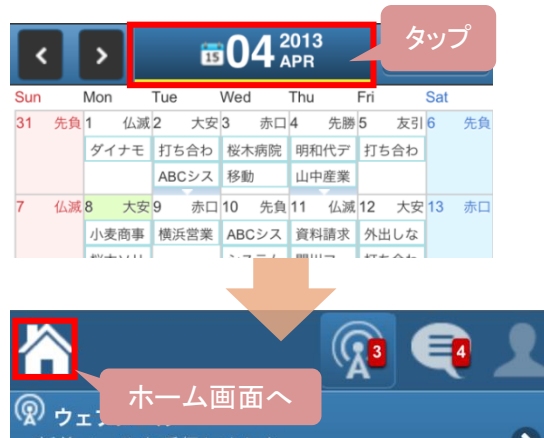 15 04 2013 APR タップ
Sun Mon Tue Wed Thu Fri Sat
31 先負 1 仏滅 2 大安 3 赤口 4 先勝 5 友引 6 先負
ダイナモ 打ち合わ 桜木病院 明和代デ 打ち合わ
ABCシス 移動 山中産業
7 仏滅 8 大安 9 赤口 10 先負 11 仏滅 12 大安 13 赤口
小麦商事 横浜営業 ABCシス 資料請求 外出しな
3 4
ホーム画面へ
ウェ